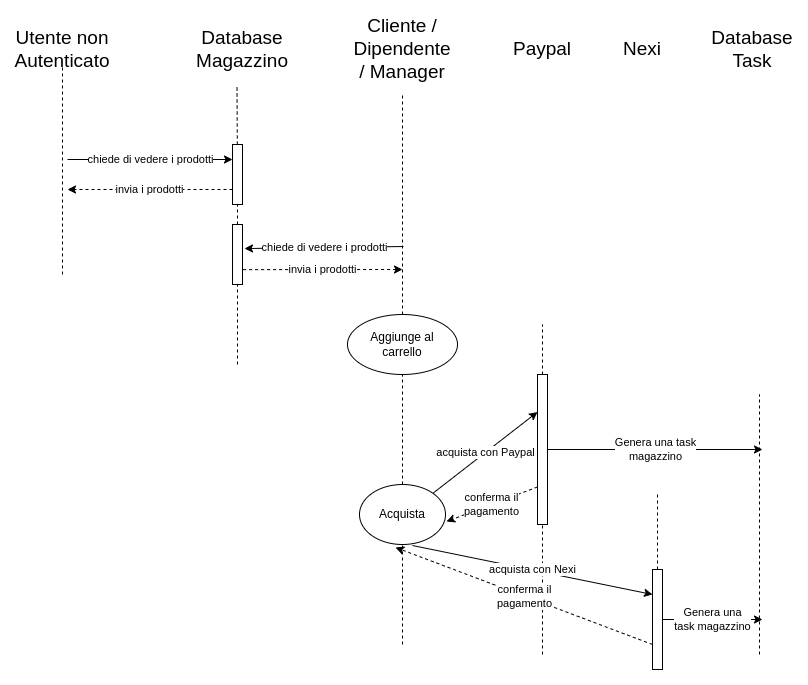 Utente non
Autenticato
Database
Magazzino
Cliente /
Dipendente
/ Manager
Paypal
Nexi
Database
Task
chiede di vedere i prodotti
invia i prodotti
chiede di vedere i prodotti
invia i prodotti
Aggiunge al
carrello
acquista con Paypal
Genera una task
magazzino
conferma il
pagamento
Acquista
acquista con Nexi
conferma il
pagamento
Genera una
task magazzino